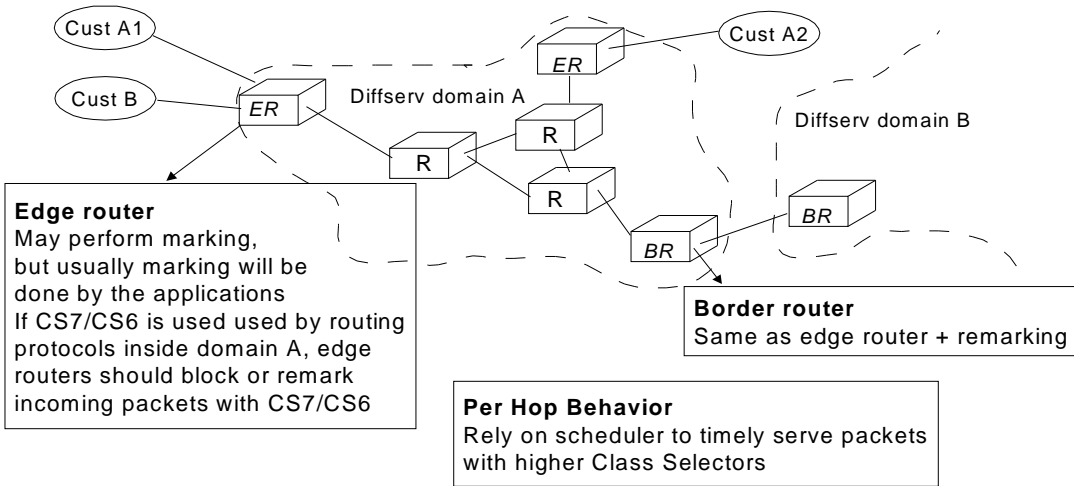 Cust A1
Cust A2
ER
Cust B
ER
Diffserv domain A
R
Diffserv domain B
R
R
BR
BR
Edge router
May perform marking,
but usually marking will be
done by the applications
If CS7/CS6 is used used by routing
protocols inside domain A, edge
routers should block or remark
incoming packets with CS7/CS6
Border router
Same as edge router + remarking
Per Hop Behavior
Rely on scheduler to timely serve packets
with higher Class Selectors